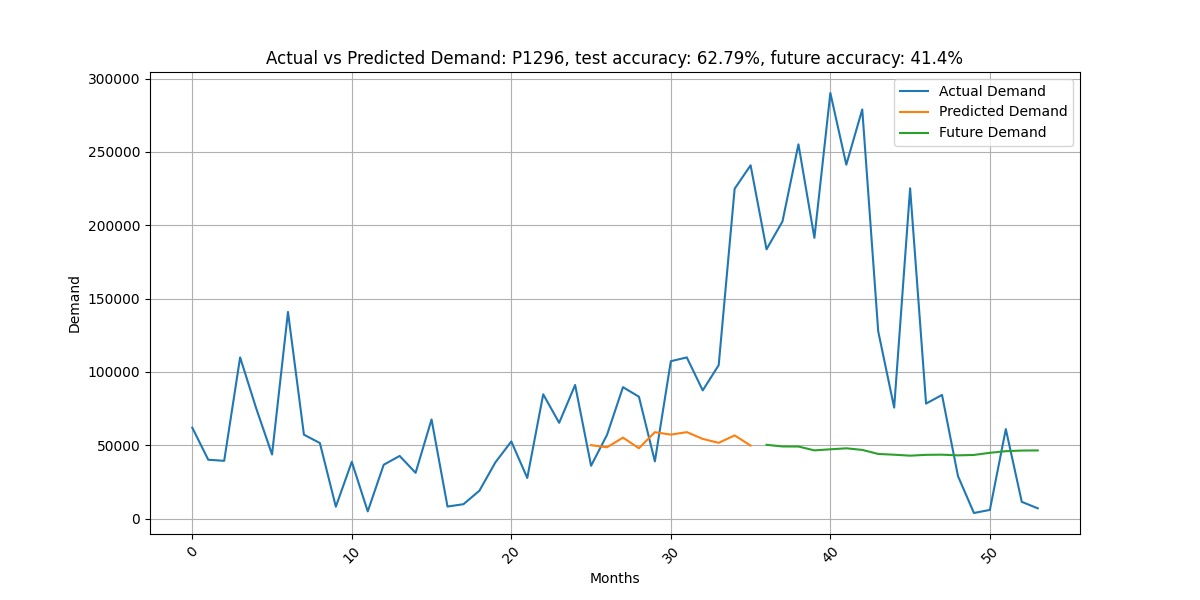 Actual vs Predicted Demand: P1296, test accuracy: 62.79%, future accuracy: 41.4%
300000
250000
200000
150000
100000
50000
0
Demand
Actual Demand
Predicted Demand
Future Demand
0
10
20
30
40
50
Months